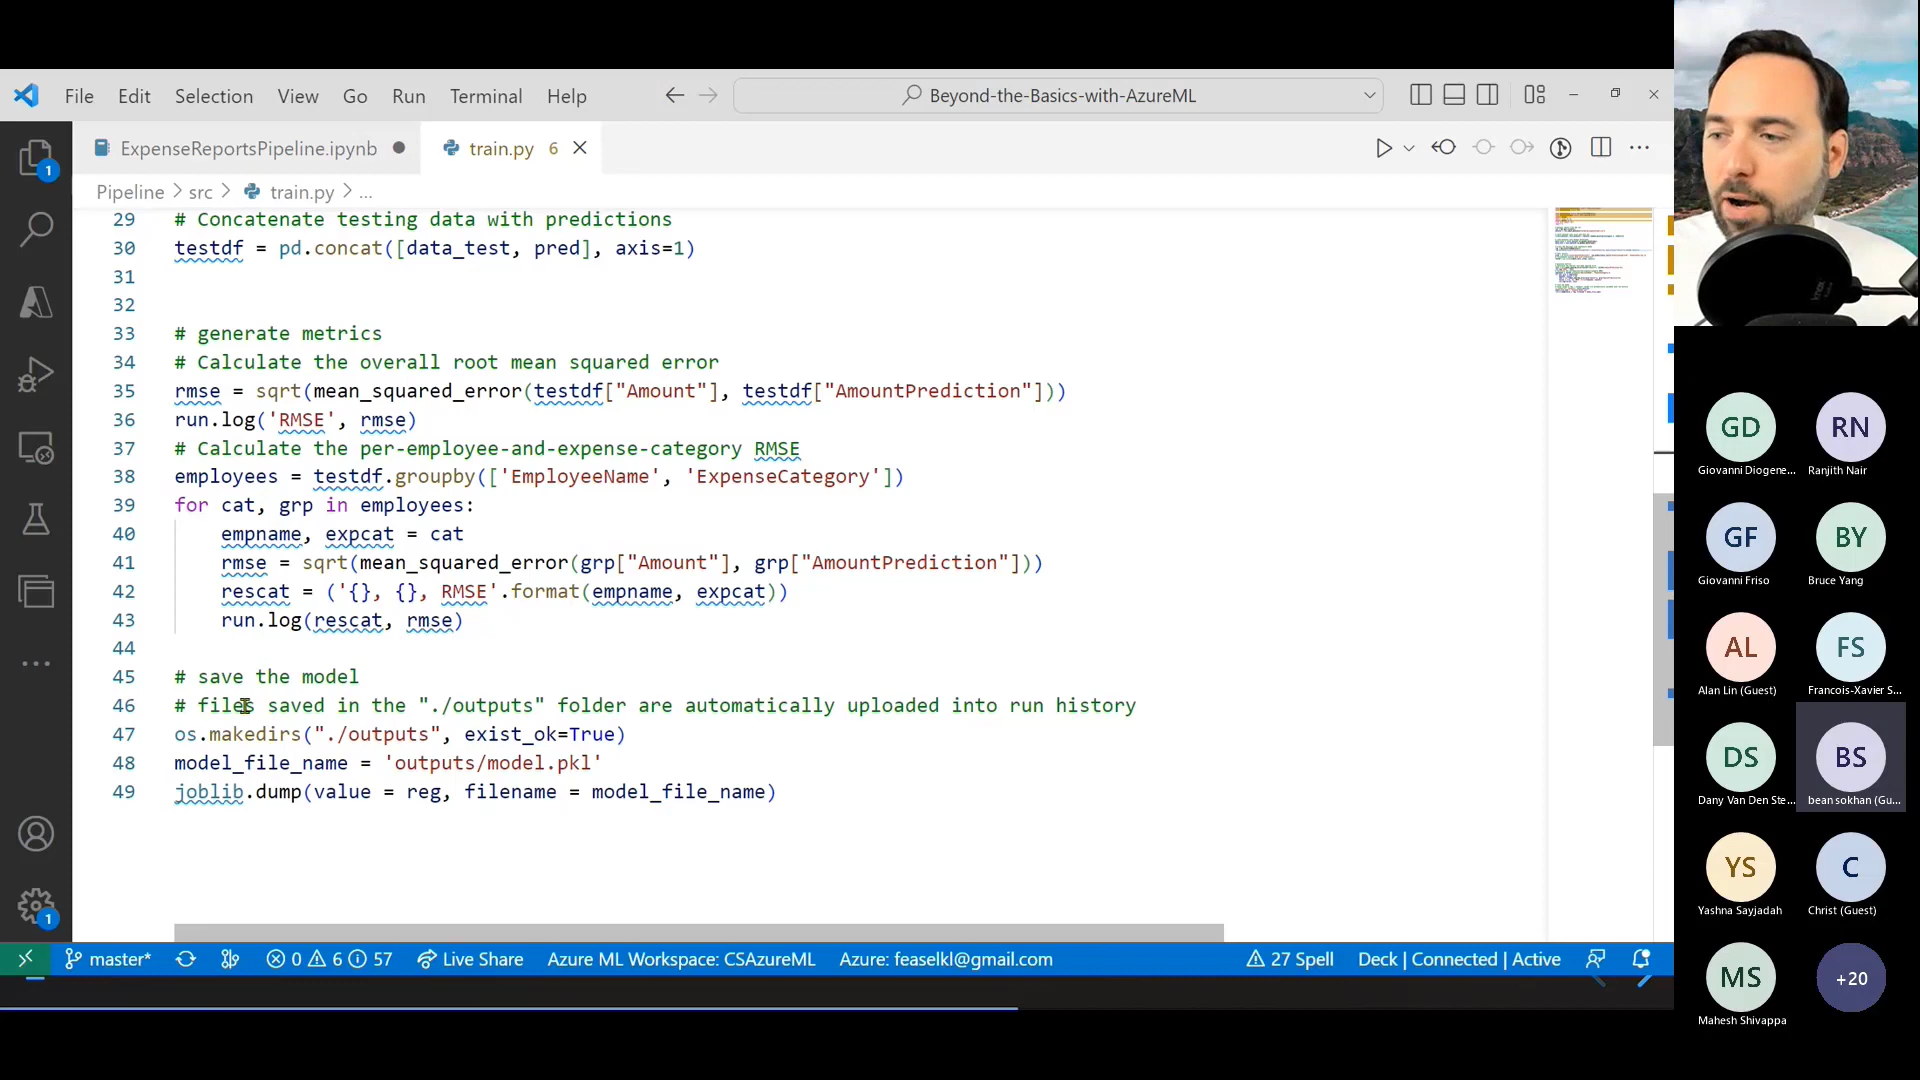 File Edit Selection View Go Run Terminal Help
Beyond-the-Basics-with-AzureML
ExpenseReportsPipeline.ipynb
train.py 6
Pipeline > src > train.py > ...
29 # Concatenate testing data with predictions
30 testdf = pd.concat([data_test, pred], axis=1)
31
32
33 # generate metrics
34 # Calculate the overall root mean squared error
35 rmse = sqrt(mean_squared_error(testdf["Amount"], testdf["AmountPrediction"]))
36 run.log('RMSE', rmse)
37 # Calculate the per-employee-and-expense-category RMSE
38 employees = testdf.groupby(['EmployeeName', 'ExpenseCategory'])
39 for cat, grp in employees:
40 empname, expcat = cat
41 rmse = sqrt(mean_squared_error(grp["Amount"], grp["AmountPrediction"]))
42 rescat = ('{}, {}, RMSE'.format(empname, expcat))
43 run.log(rescat, rmse)
44
45 # save the model
46 # files saved in the "./outputs" folder are automatically uploaded into run history
47 os.makedirs("./outputs", exist_ok=True)
48 model_file_name = 'outputs/model.pkl'
49 joblib.dump(value = reg, filename = model_file_name)
1
1
master* 0 6 57 Live Share Azure ML Workspace: CSAzureML Azure: feaselkl@gmail.com 27 Spell Deck | Connected | Active
GD RN
Giovanni Diogene... Ranjith Nair
GF BY
Giovanni Friso Bruce Yang
AL FS
Alan Lin (Guest) Francois-Xavier S...
DS BS
Dany Van Den Ste... bean sokhan (Gu...
YS C
Yashna Sayjadah Christ (Guest)
MS +20
Mahesh Shivappa